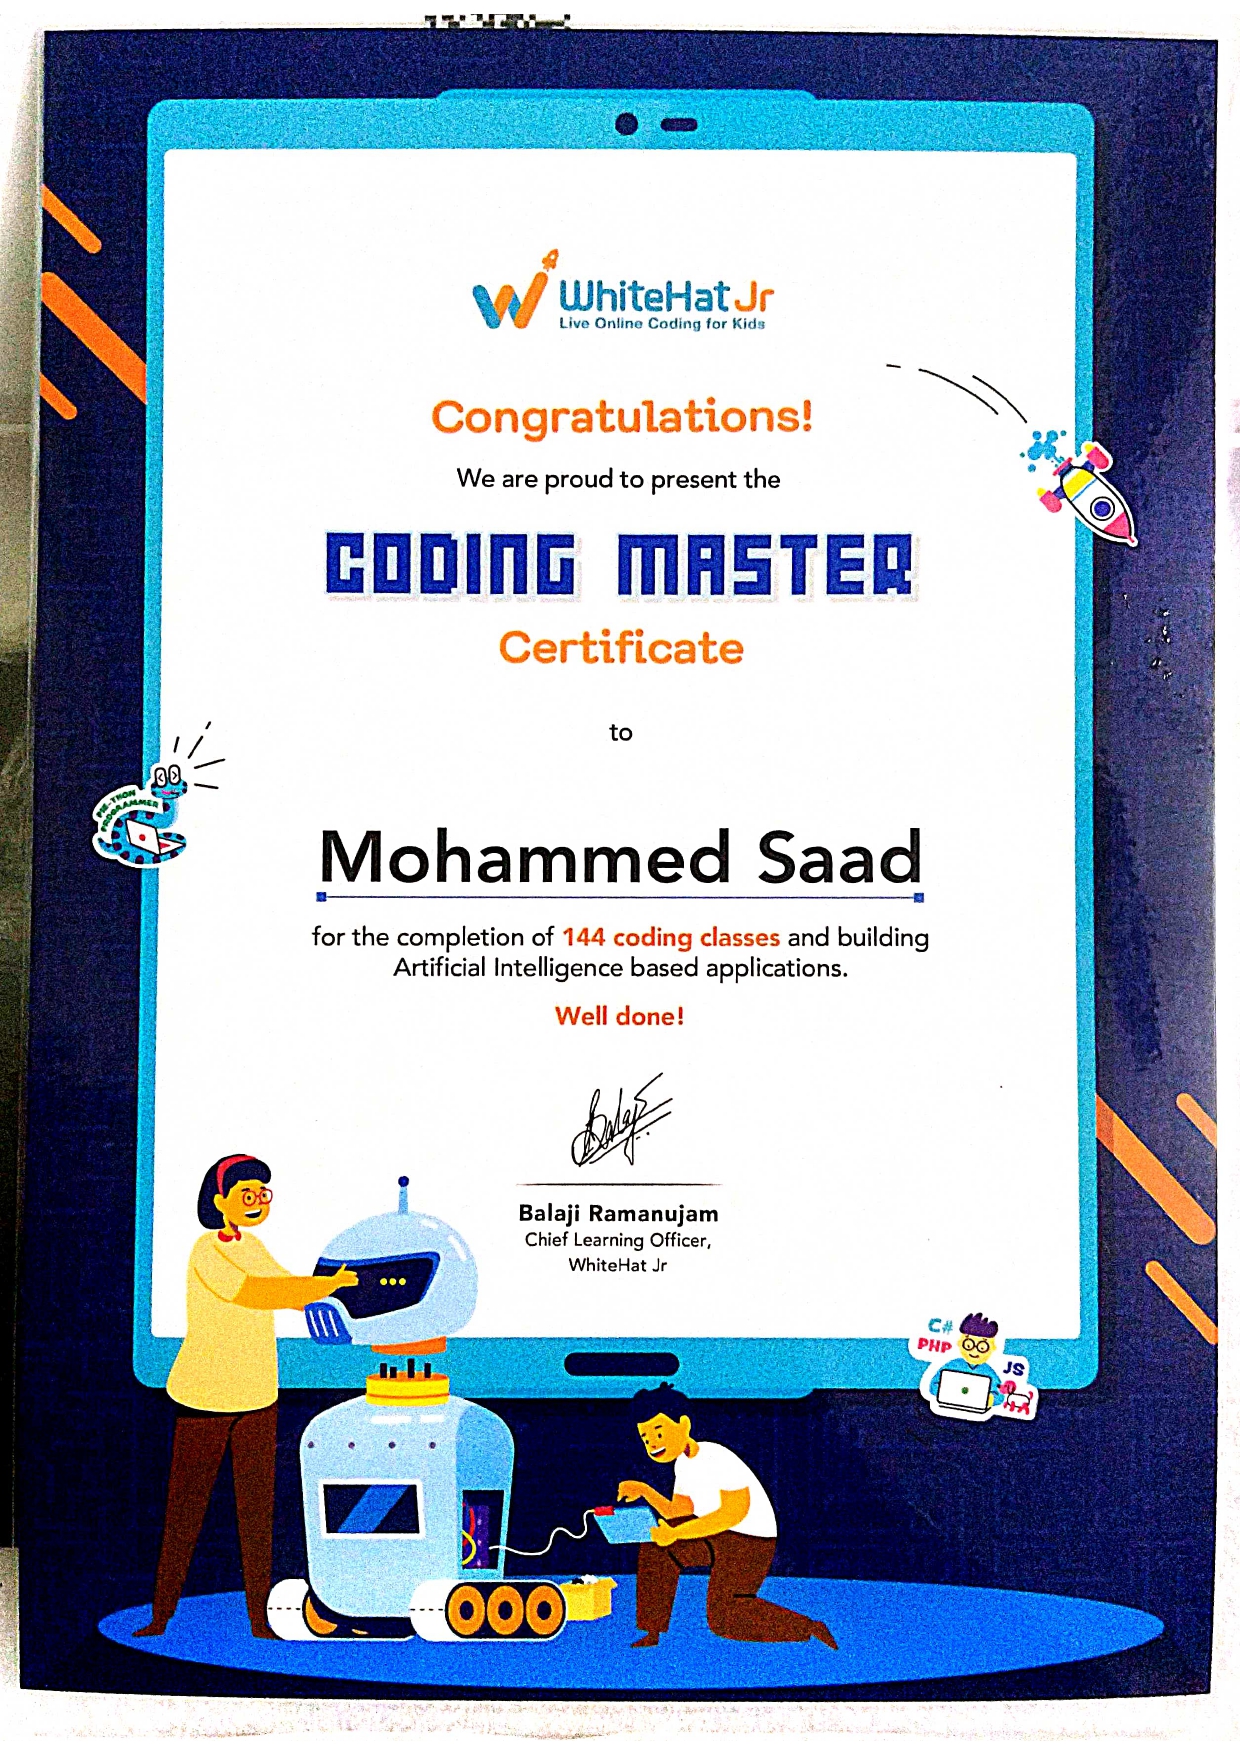 WhiteHat Jr
Live Online Coding for Kids
Congratulations!
We are proud to present the
CODING MASTER
Certificate
to
PIE-THON
PROGRAMMER
Mohammed Saad
for the completion of 144 coding classes and building
Artificial Intelligence based applications.
Well done!
Balaji
Balaji Ramanujam
Chief Learning Officer,
WhiteHat Jr
C#
PHP
JS